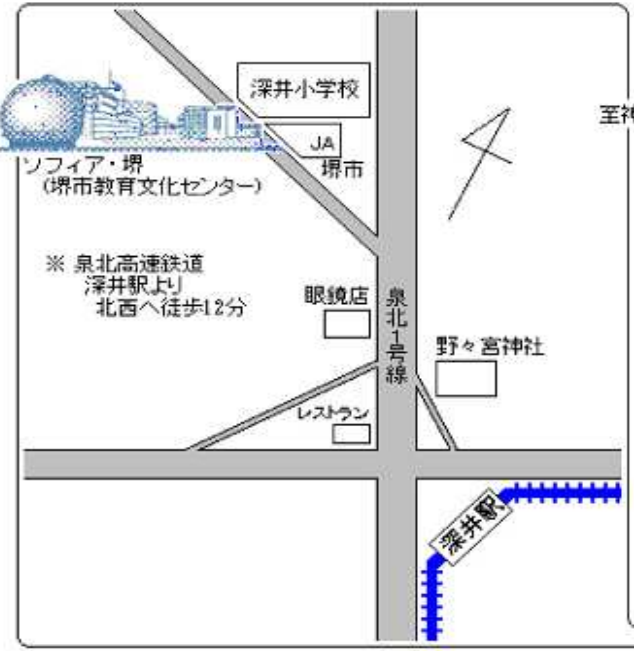 深井小学校
JA
堺市
至神
ソフィア・堺
(堺市教育文化センター)
※ 泉北高速鉄道
深井駅より
北西へ徒歩12分
眼鏡店
泉北1号線
野々宮神社
レストラン
深井駅